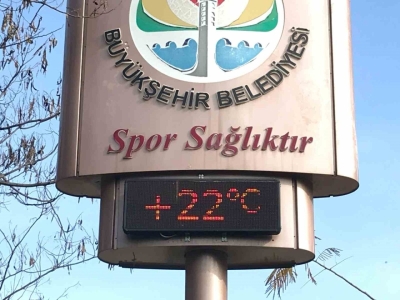 BÜYÜKŞEHİR BELEDİYESİ
Spor Sağlıktır
+22°C